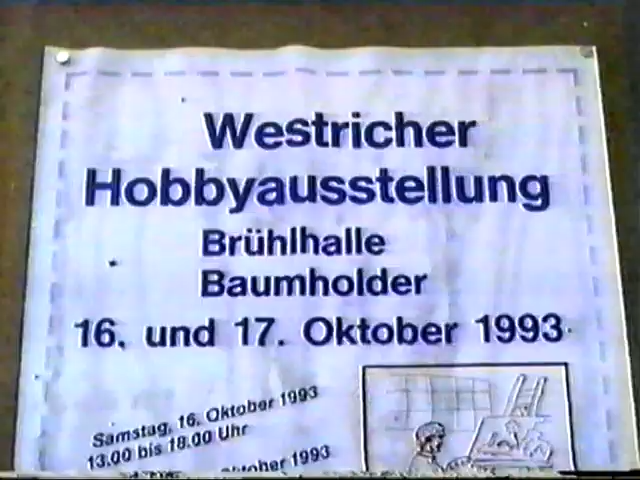 Westricher
Hobbyausstellung
Brühlhalle
Baumholder
16. und 17. Oktober 1993
Samstag, 16. Oktober 1993
13.00 bis 18.00 Uhr
Oktober 1993